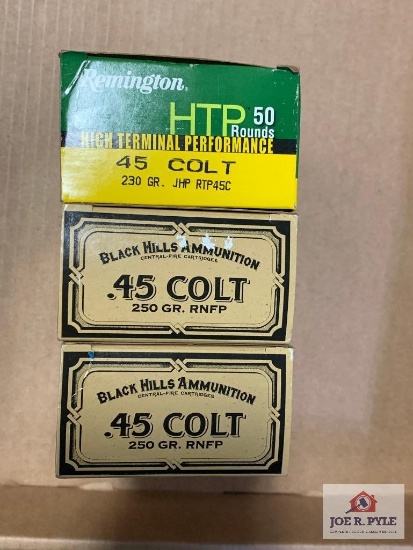 Remington
HTP 50
Rounds
HIGH TERMINAL PERFORMANCE
45 COLT
230 GR. JHP RTP45C
BLACK HILLS AMMUNITION
CENTRAL-FIRE CARTRIDGES
.45 COLT
250 GR. RNFP
BLACK HILLS AMMUNITION
CENTRAL-FIRE CARTRIDGES
.45 COLT
250 GR. RNFP
JOE R. PYLE